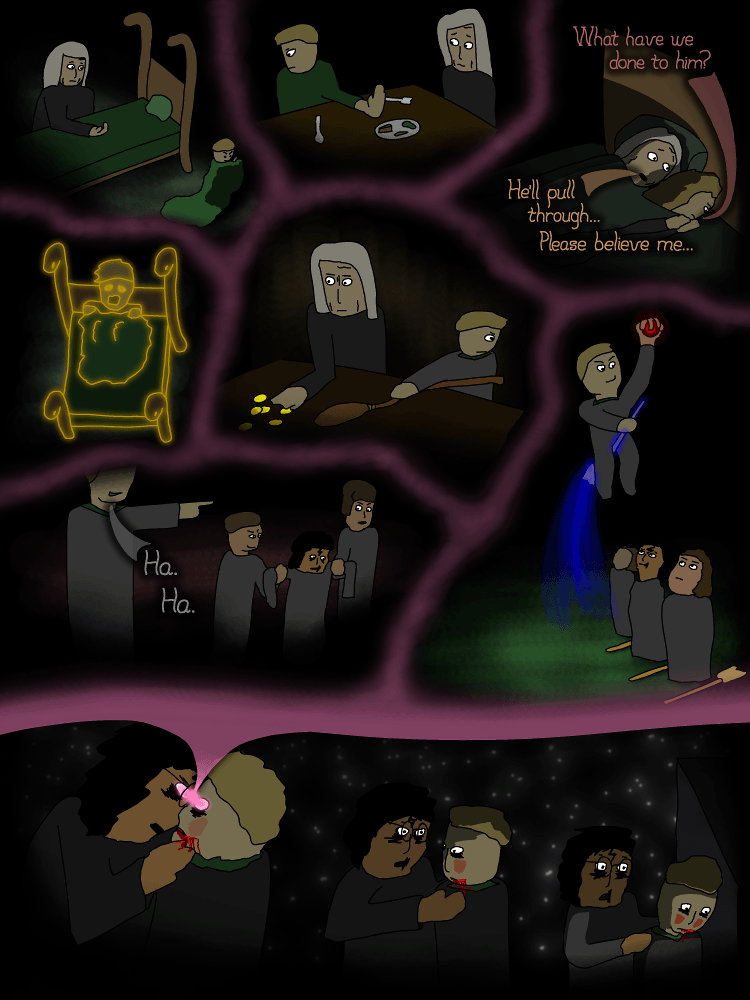 What have we
done to him?
He'll pull
through...
Please believe me...
Ha.
Ha.